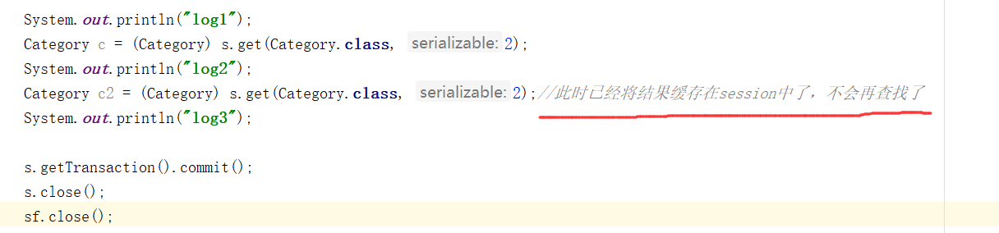 System.out.println("log1");
Category c = (Category) s.get(Category.class, serializable: 2);
System.out.println("log2");
Category c2 = (Category) s.get(Category.class, serializable: 2);//此时已经将结果缓存在session中了，不会再查找了
System.out.println("log3");
s.getTransaction().commit();
s.close();
sf.close();